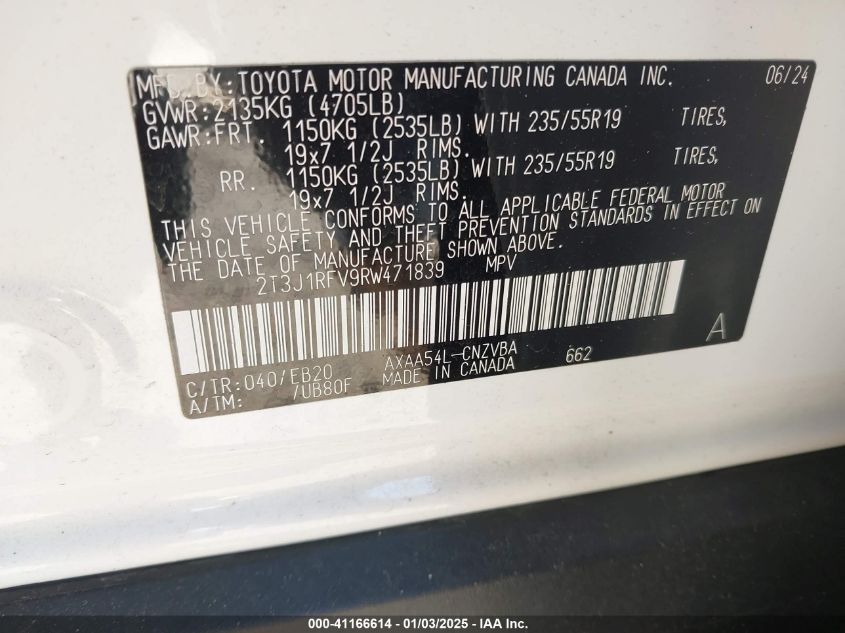 MFD. BY: TOYOTA MOTOR MANUFACTURING CANADA INC. 06/24
GVWR: 2135KG (4705LB)
GAWR: FRT. 1150KG (2535LB) WITH 235/55R19 TIRES,
19x7 1/2J RIMS.
RR. 1150KG (2535LB) WITH 235/55R19 TIRES,
19x7 1/2J RIMS.
THIS VEHICLE CONFORMS TO ALL APPLICABLE FEDERAL MOTOR
VEHICLE SAFETY AND THEFT PREVENTION STANDARDS IN EFFECT ON
THE DATE OF MANUFACTURE SHOWN ABOVE.
2T3J1RFV9RW471839 MPV
C/TR: 040/EB20 AXAA54L-CNZVBA 662 A
A/TM: /UB80F MADE IN CANADA
000-41166614 - 01/03/2025 - IAA Inc.